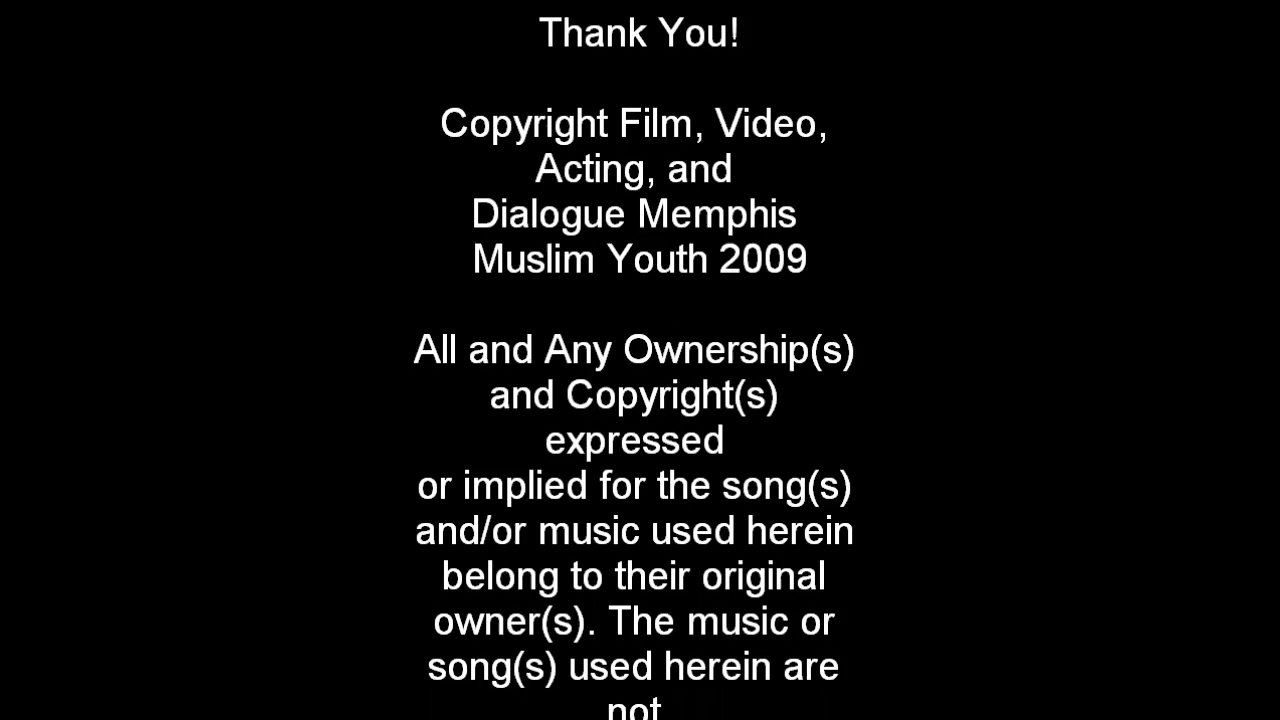 Thank You!
Copyright Film, Video,
Acting, and
Dialogue Memphis
Muslim Youth 2009
All and Any Ownership(s)
and Copyright(s)
expressed
or implied for the song(s)
and/or music used herein
belong to their original
owner(s). The music or
song(s) used herein are
not